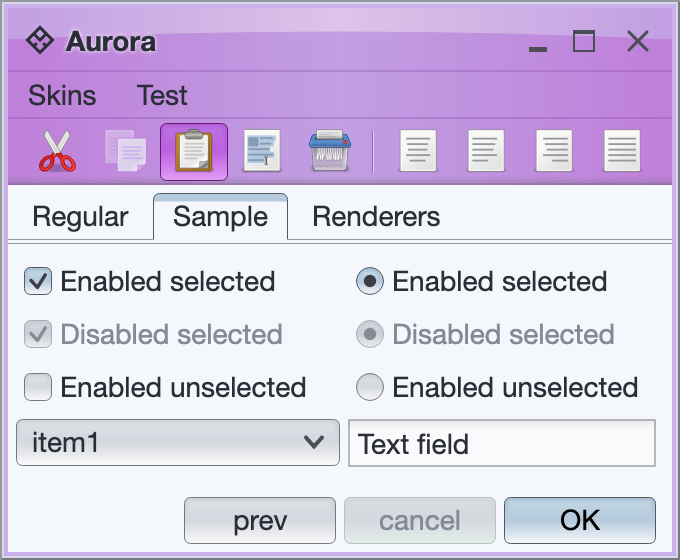 Aurora
Skins Test
Regular Sample Renderers
Enabled selected Enabled selected
Disabled selected Disabled selected
Enabled unselected Enabled unselected
item1 Text field
prev cancel OK